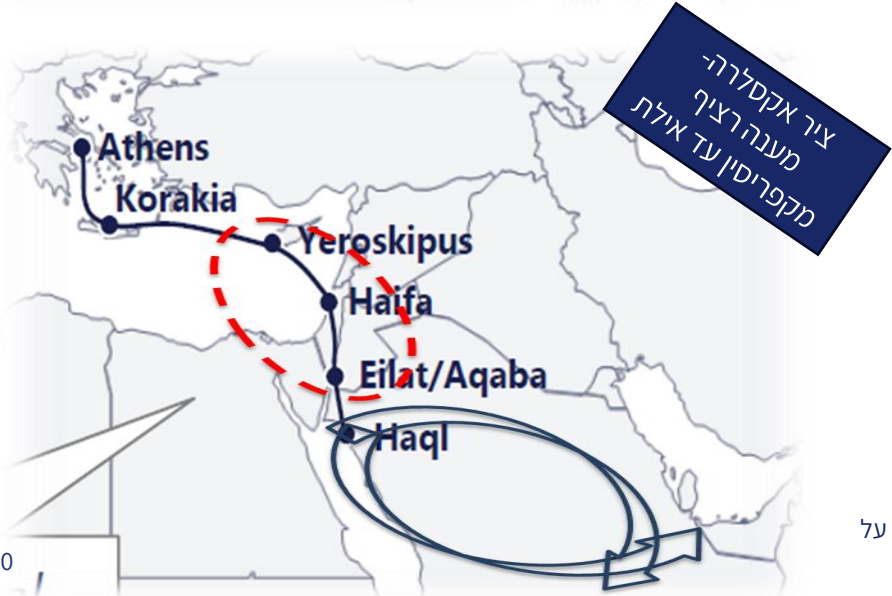 ציר אקסלרה-
מענה רציף
מקפריסין עד אילת
Athens
Korakia
Yeroskipus
Haifa
Eilat/Aqaba
Haql
על
0